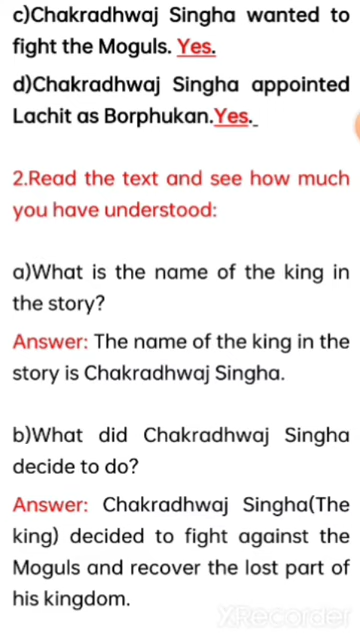 c)Chakradhwaj Singha wanted to
fight the Moguls. Yes.
d)Chakradhwaj Singha appointed
Lachit as Borphukan.Yes.
2.Read the text and see how much
you have understood:
a)What is the name of the king in
the story?
Answer: The name of the king in the
story is Chakradhwaj Singha.
b)What did Chakradhwaj Singha
decide to do?
Answer: Chakradhwaj Singha(The
king) decided to fight against the
Moguls and recover the lost part of
his kingdom.
XRecorder